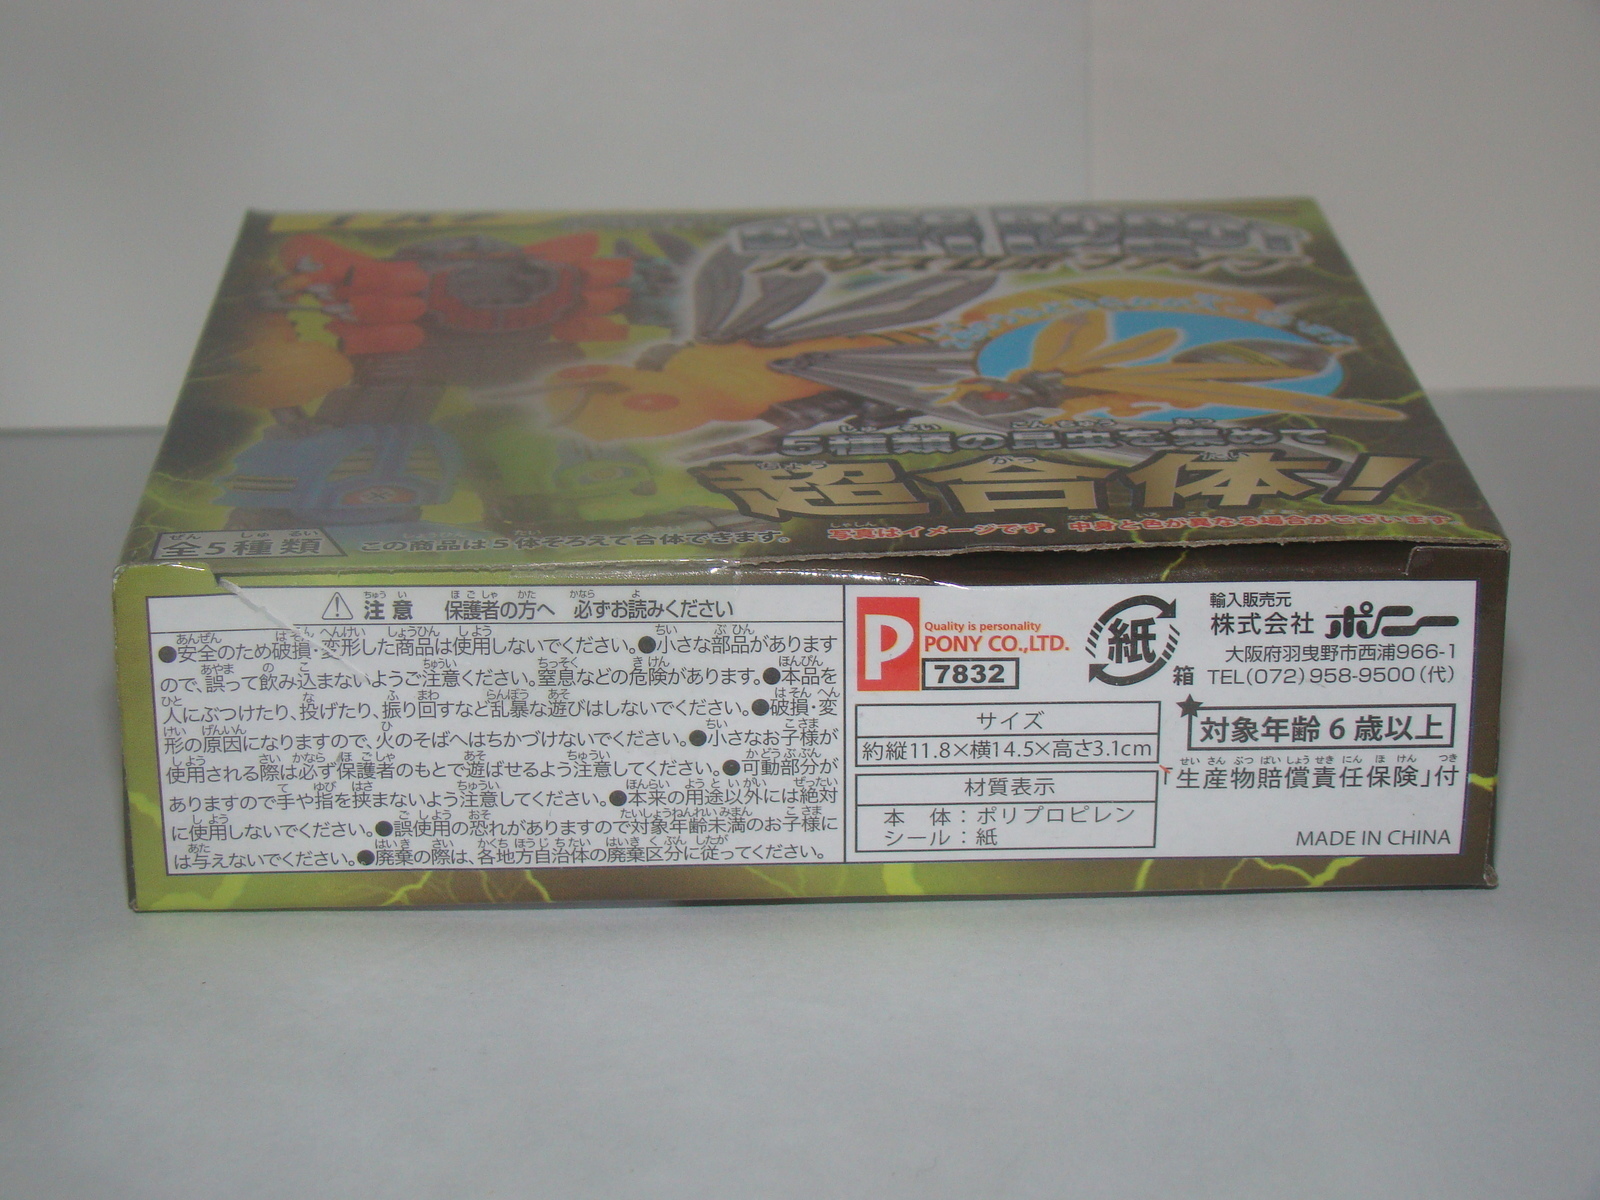 5種類の昆虫を集めて
超合体!
全5種類
この商品は5体そろえて合体できます。
写真はイメージです。中身と色が異なる場合がございます
注意 保護者の方へ 必ずお読みください
●安全のため破損・変形した商品は使用しないでください。●小さな部品があります
ので、誤って飲み込まないようご注意ください。窒息などの危険があります。●本品を
人にぶつけたり、投げたり、振り回すなど乱暴な遊びはしないでください。●破損・変
形の原因になりますので、火のそばへはちかづけないでください。●小さなお子様が
使用される際は必ず保護者のもとで遊ばせるよう注意してください。●可動部分が
ありますので手や指を挟まないよう注意してください。●本来の用途以外には絶対
に使用しないでください。●誤使用の恐れがありますので対象年齢未満のお子様に
は与えないでください。●廃棄の際は、各地方自治体の廃棄区分に従ってください。
P
Quality is personality
PONY CO.,LTD.
7832
紙
箱
輸入販売元
株式会社 ポニー
大阪府羽曳野市西浦966-1
TEL(072)958-9500(代)
サイズ
約縦11.8×横14.5×高さ3.1cm
材質表示
本 体:ポリプロピレン
シール:紙
★対象年齢6歳以上
「生産物賠償責任保険」付
MADE IN CHINA